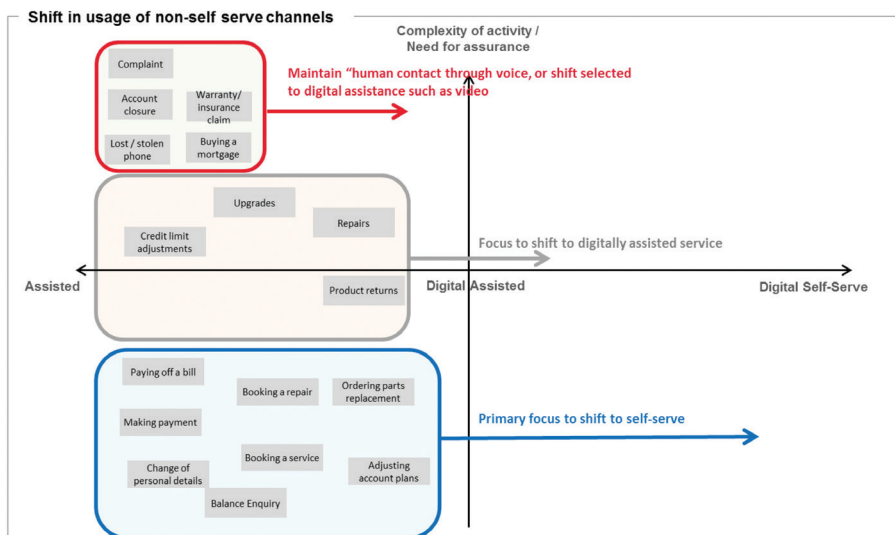 Shift in usage of non-self serve channels
Complexity of activity /
Need for assurance
Complaint
Maintain “human contact through voice, or shift selected
to digital assistance such as video
Account
closure
Warranty/
insurance
claim
Lost / stolen
phone
Buying a
mortgage
Upgrades
Repairs
Credit limit
adjustments
Focus to shift to digitally assisted service
Assisted
Product returns
Digital Assisted
Digital Self-Serve
Paying off a bill
Booking a repair
Ordering parts
replacement
Making payment
Primary focus to shift to self-serve
Booking a service
Change of
personal details
Adjusting
account plans
Balance Enquiry